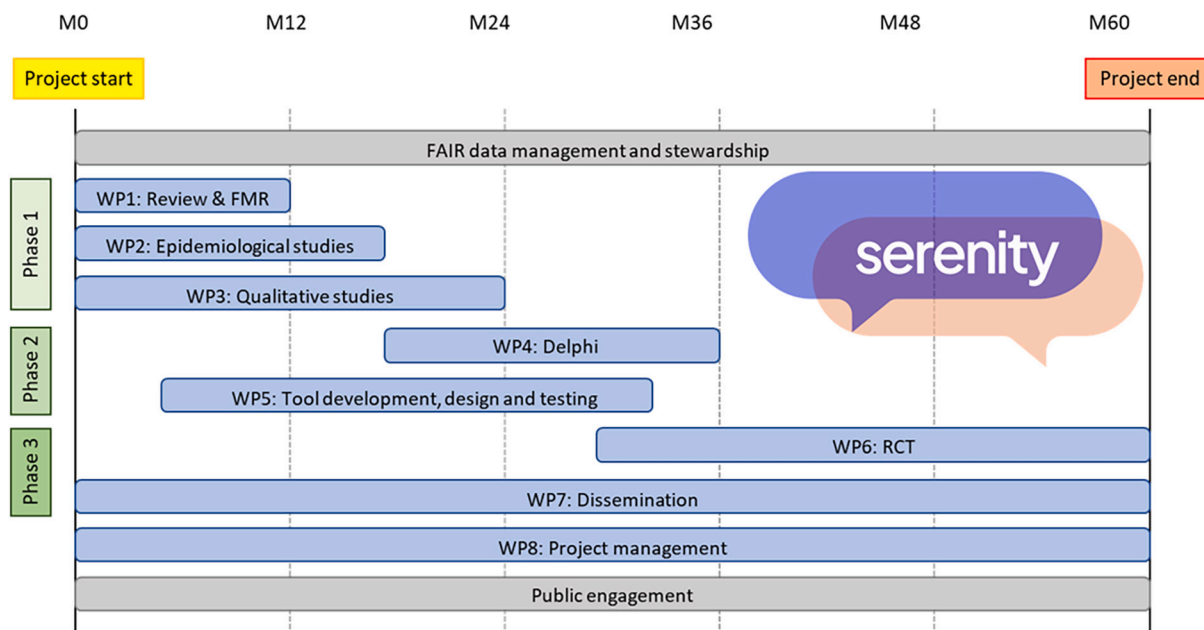 M0 M12 M24 M36 M48 M60
Project start
Project end
FAIR data management and stewardship
Phase 1
WP1: Review & FMR
WP2: Epidemiological studies
WP3: Qualitative studies
serenity
Phase 2
WP4: Delphi
WP5: Tool development, design and testing
Phase 3
WP6: RCT
WP7: Dissemination
WP8: Project management
Public engagement